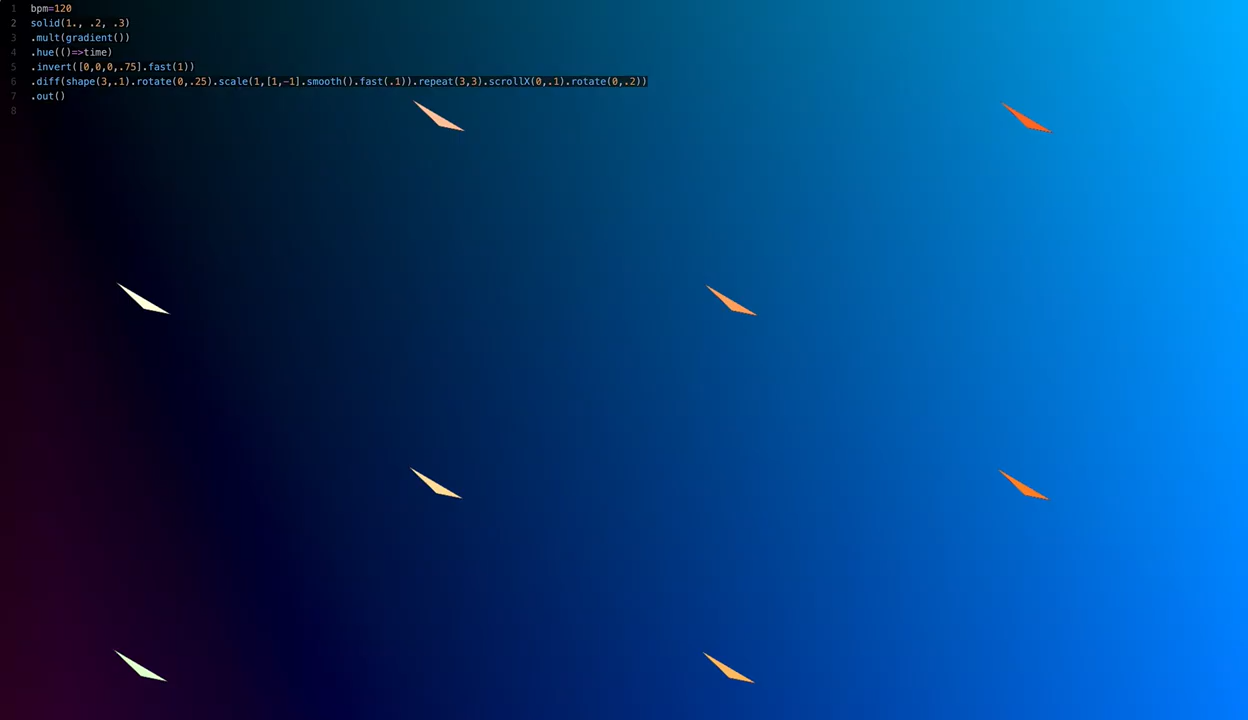 1 bpm=120
2 solid(1., .2, .3)
3 .mult(gradient())
4 .hue(()=>time)
5 .invert([0,0,0,.75].fast(1))
6 .diff(shape(3,.1).rotate(0,.25).scale(1,[1,-1].smooth().fast(.1)).repeat(3,3).scrollX(0,.1).rotate(0,.2))
7 .out()
8